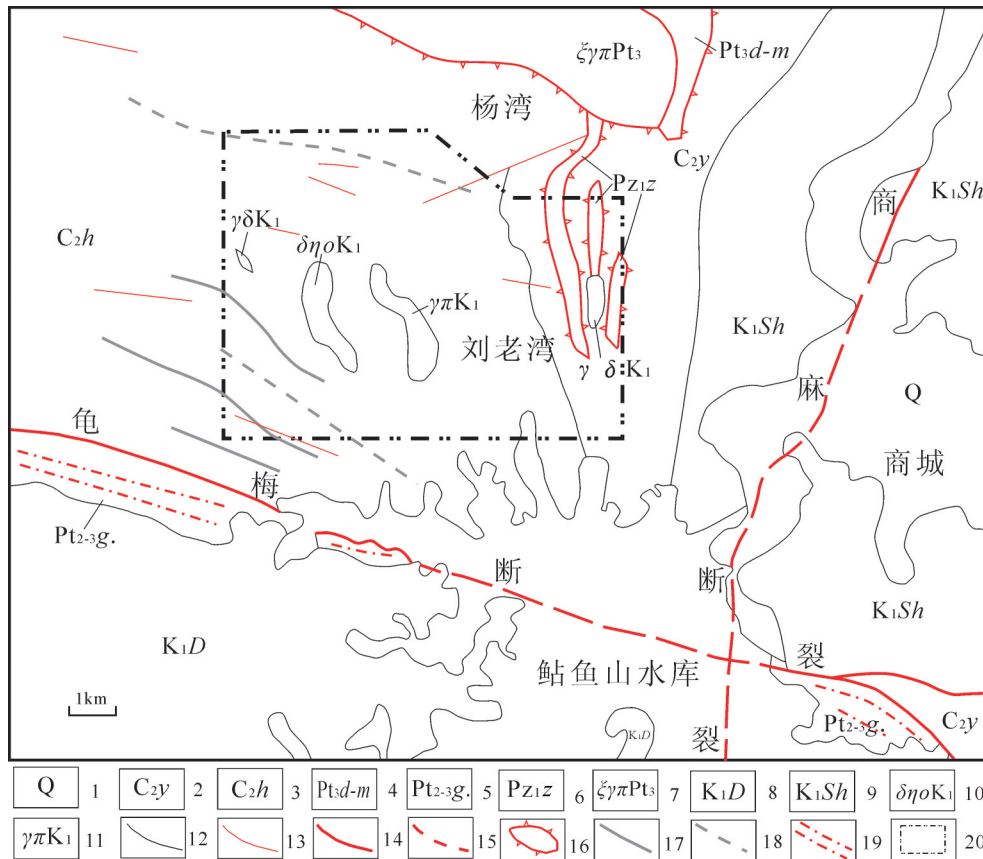 ξγπPt₃
Pt₃d-m
杨湾
C₂y
Pz₁z
K₁Sh
商
γδK₁
C₂h
δηοK₁
γπK₁
K₁Sh
刘老湾
γδK₁
麻
Q
龟
商城
梅
Pt₂₋₃g.
断
断
K₁Sh
K₁D
裂
鲇鱼山水库
1km
K₁D
裂
Pt₂₋₃g.
C₂y
Q 1 C₂y 2 C₂h 3 Pt₃d-m 4 Pt₂₋₃g. 5 Pz₁z 6 ξγπPt₃ 7 K₁D 8 K₁Sh 9 δηοK₁ 10
γπK₁ 11 12 13 14 15 16 17 18 19 20